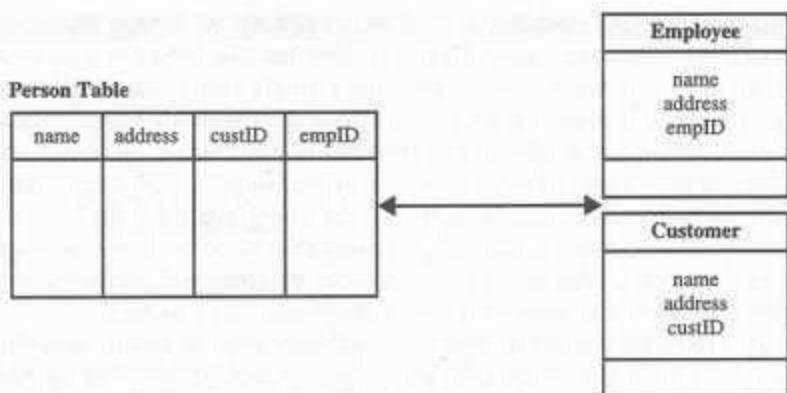 Person Table
name address custID empID
Employee
name
address
empID
Customer
name
address
custID